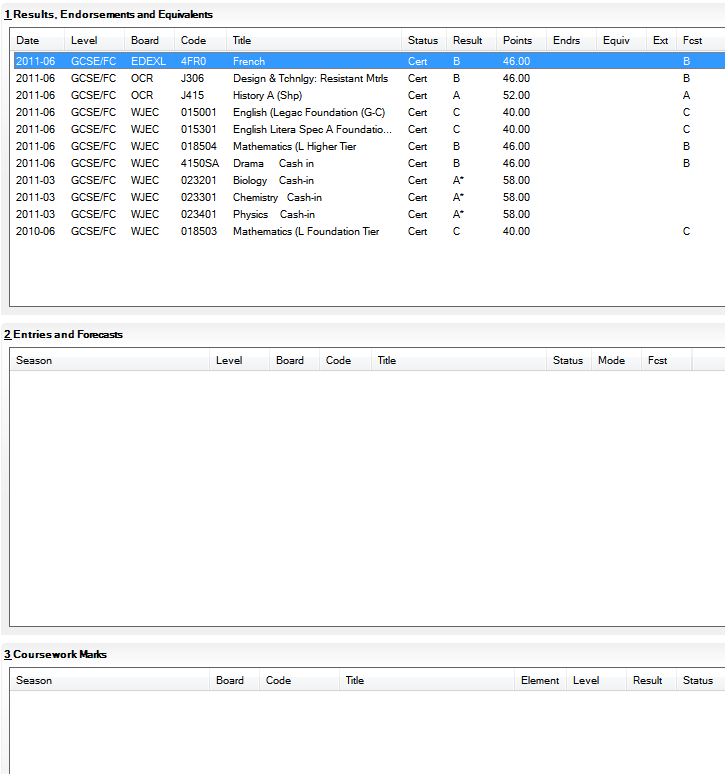 1 Results, Endorsements and Equivalents
Date Level Board Code Title Status Result Points Endrs Equiv Ext Fcst
2011-06 GCSE/FC EDEXL 4FR0 French Cert B 46.00 B
2011-06 GCSE/FC OCR J306 Design & Tchnlgy: Resistant Mtrls Cert B 46.00 B
2011-06 GCSE/FC OCR J415 History A (Shp) Cert A 52.00 A
2011-06 GCSE/FC WJEC 015001 English (Legac Foundation (G-C) Cert C 40.00 C
2011-06 GCSE/FC WJEC 015301 English Litera Spec A Foundatio... Cert C 40.00 C
2011-06 GCSE/FC WJEC 018504 Mathematics (L Higher Tier Cert B 46.00 B
2011-06 GCSE/FC WJEC 4150SA Drama Cash in Cert B 46.00 B
2011-03 GCSE/FC WJEC 023201 Biology Cash-in Cert A* 58.00
2011-03 GCSE/FC WJEC 023301 Chemistry Cash-in Cert A* 58.00
2011-03 GCSE/FC WJEC 023401 Physics Cash-in Cert A* 58.00
2010-06 GCSE/FC WJEC 018503 Mathematics (L Foundation Tier Cert C 40.00 C
2 Entries and Forecasts
Season Level Board Code Title Status Mode Fcst
3 Coursework Marks
Season Board Code Title Element Level Result Status